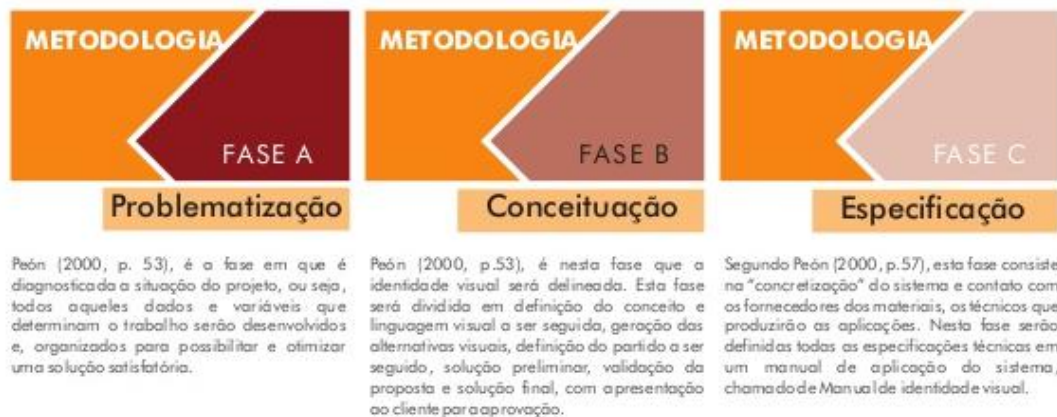 METODOLOGIA
FASE A
Problematização
Peón (2000, p. 53), é a fase em que é
diagnosticada a situação do projeto, ou seja,
todos aqueles dados e variáveis que
determinam o trabalho serão desenvolvidos
e, organizados para possibilitar e otimizar
uma solução satisfatória.
METODOLOGIA
FASE B
Conceituação
Peón (2000, p.53), é nesta fase que a
identidade visual será delineada. Esta fase
será dividida em definição do conceito e
linguagem visual a ser seguida, geração das
alternativas visuais, definição do partido a ser
seguido, solução preliminar, validação da
proposta e solução final, com apresentação
ao cliente para aprovação.
METODOLOGIA
FASE C
Especificação
Segundo Peón (2000, p.57), esta fase consiste
na "concretização" do sistema e contato com
os fornecedores dos materiais, os técnicos que
produzirão as aplicações. Nesta fase serão
definidas todas as especificações técnicas em
um manual de aplicação do sistema,
chamado de Manual de identidade visual.